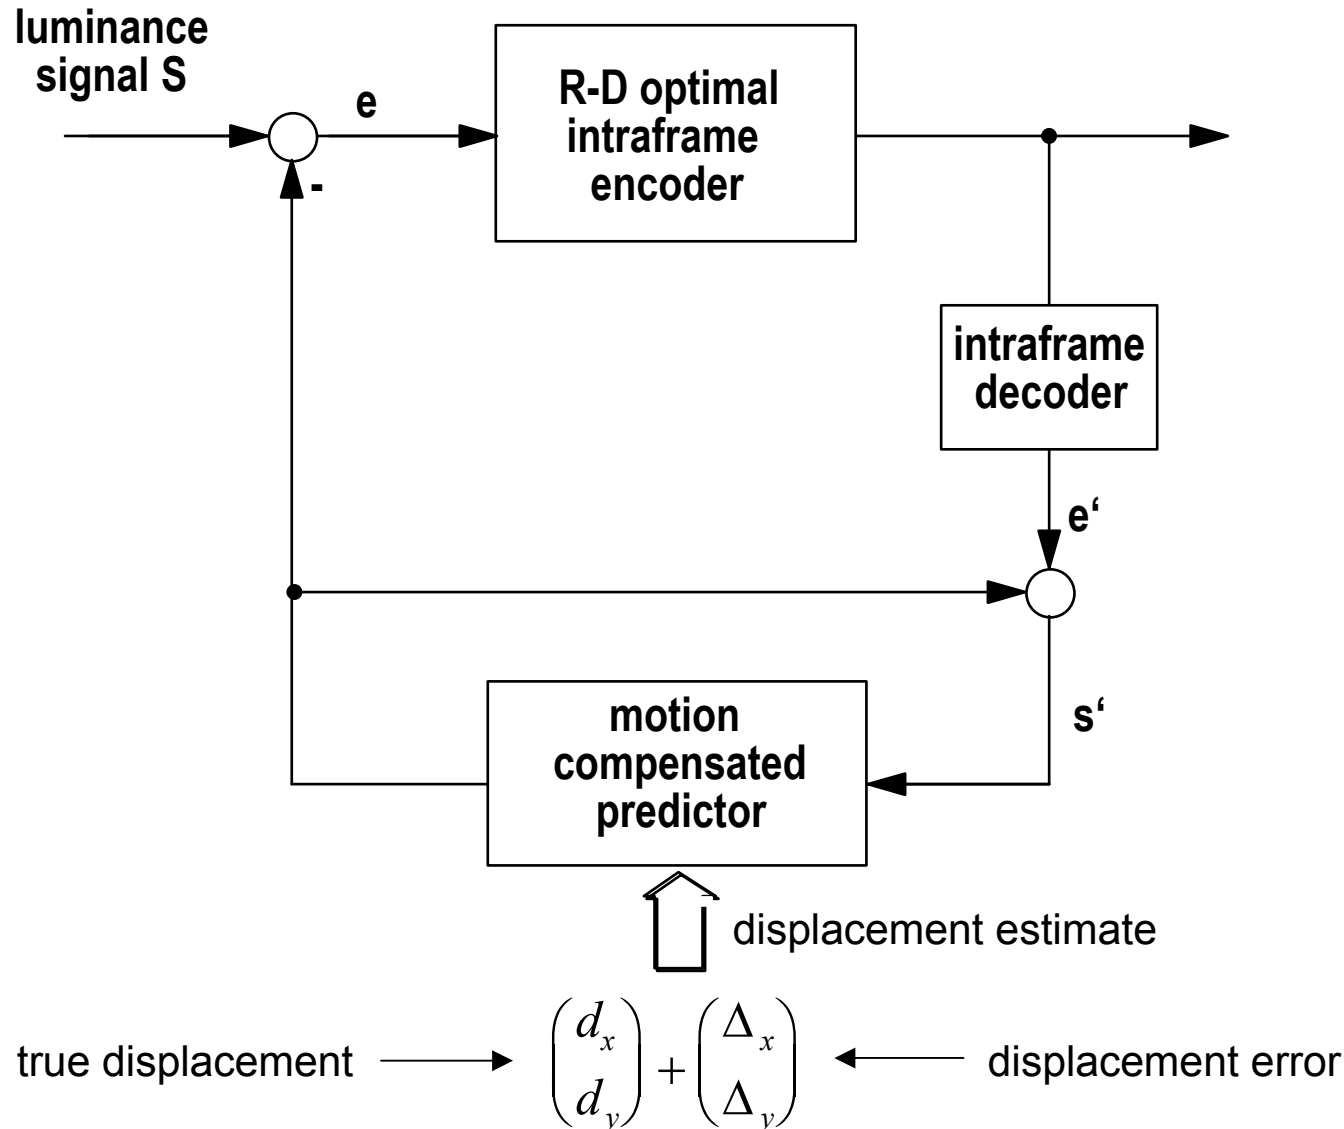 luminance
signal S
e
R-D optimal
intraframe
encoder
-
intraframe
decoder
e‘
motion
compensated
predictor
s‘
displacement estimate
true displacement
(d_x d_y) + (Δ_x Δ_y)
displacement error